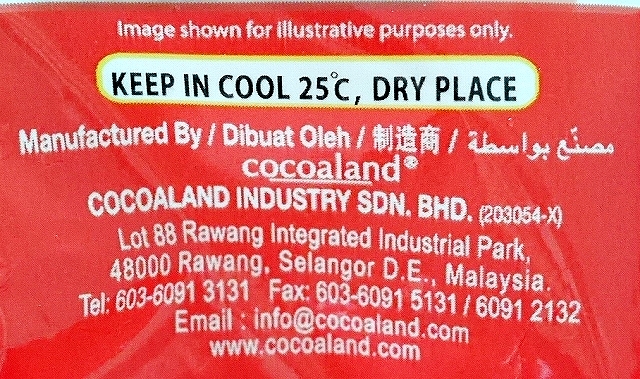 Image shown for illustrative purposes only.
KEEP IN COOL 25℃, DRY PLACE
Manufactured By / Dibuat Oleh / 制造商 / مصنّع بواسطة
cocoaland®
COCOALAND INDUSTRY SDN. BHD. (203054-X)
Lot 88 Rawang Integrated Industrial Park,
48000 Rawang, Selangor D.E., Malaysia.
Tel: 603-6091 3131 Fax: 603-6091 5131 / 6091 2132
Email : info@cocoaland.com
www.cocoaland.com